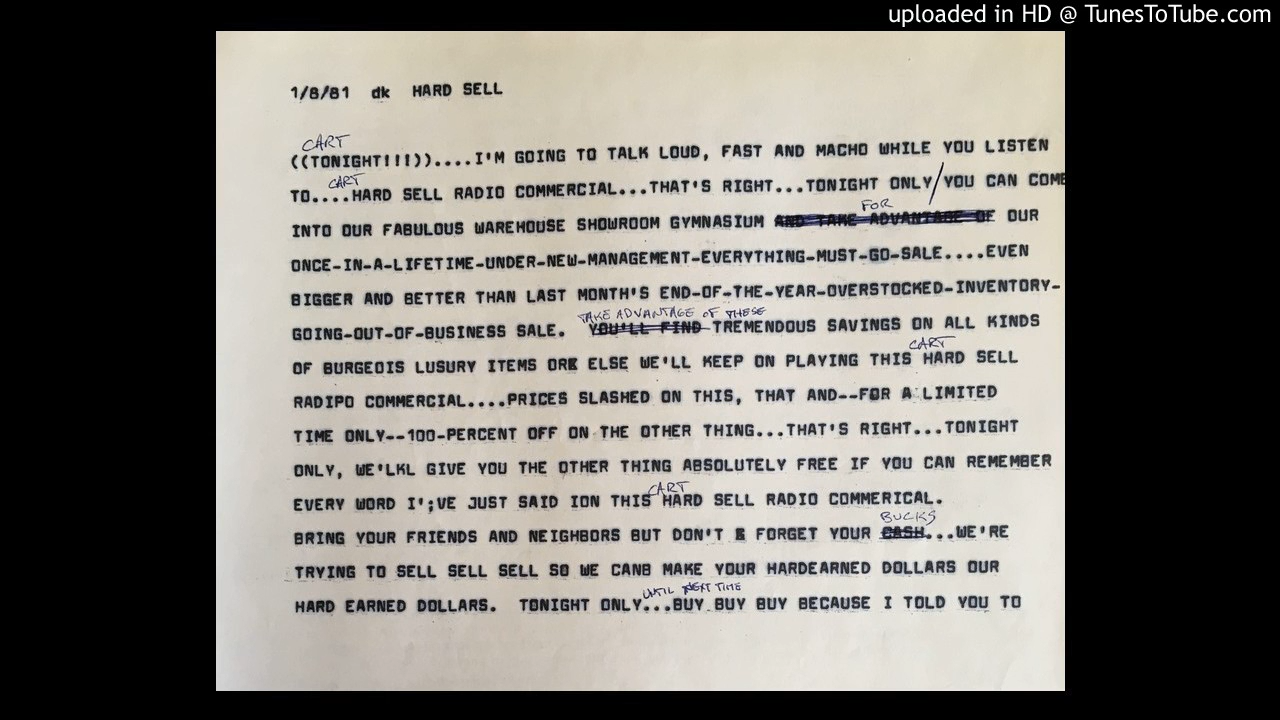 uploaded in HD @ TunesToTube.com
1/8/81 dk HARD SELL
CART
((TONIGHT!!!))....I'M GOING TO TALK LOUD, FAST AND MACHO WHILE YOU LISTEN
CART
TO....HARD SELL RADIO COMMERCIAL...THAT'S RIGHT...TONIGHT ONLY/YOU CAN COME
FOR
INTO OUR FABULOUS WAREHOUSE SHOWROOM GYMNASIUM AND TAKE ADVANTAGE OF OUR
ONCE-IN-A-LIFETIME-UNDER-NEW-MANAGEMENT-EVERYTHING-MUST-GO-SALE....EVEN
BIGGER AND BETTER THAN LAST MONTH'S END-OF-THE-YEAR-OVERSTOCKED-INVENTORY-
TAKE ADVANTAGE OF THESE
GOING-OUT-OF-BUSINESS SALE. YOU'LL FIND TREMENDOUS SAVINGS ON ALL KINDS
CART
OF BURGEOIS LUSURY ITEMS ORE ELSE WE'LL KEEP ON PLAYING THIS HARD SELL
RADIPO COMMERCIAL....PRICES SLASHED ON THIS, THAT AND--FOR A LIMITED
TIME ONLY--100-PERCENT OFF ON THE OTHER THING...THAT'S RIGHT...TONIGHT
ONLY, WE'LKL GIVE YOU THE OTHER THING ABSOLUTELY FREE IF YOU CAN REMEMBER
CART
EVERY WORD I';VE JUST SAID ION THIS HARD SELL RADIO COMMERICAL.
BUCKS
BRING YOUR FRIENDS AND NEIGHBORS BUT DON'T FORGET YOUR CASH...WE'RE
TRYING TO SELL SELL SELL SO WE CANB MAKE YOUR HARDEARNED DOLLARS OUR
UNTIL NEXT TIME
HARD EARNED DOLLARS. TONIGHT ONLY...BUY BUY BUY BECAUSE I TOLD YOU TO